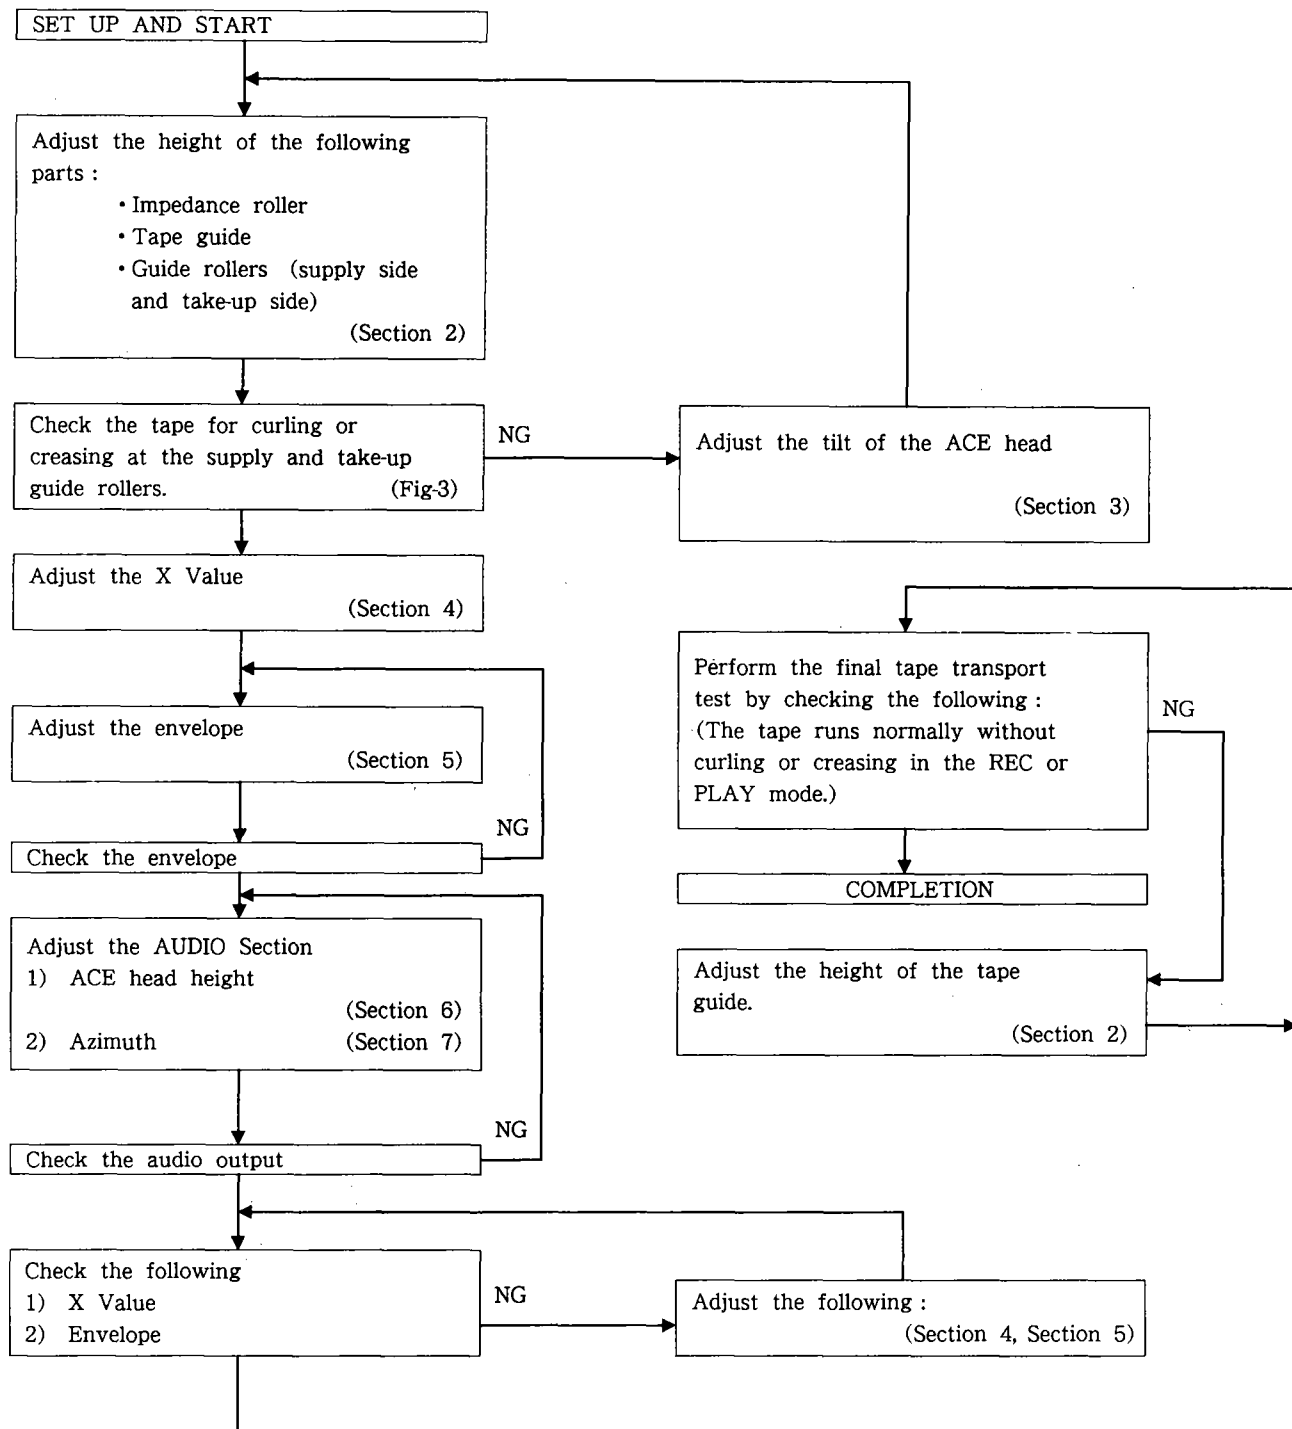 SET UP AND START
Adjust the height of the following
parts :
• Impedance roller
• Tape guide
• Guide rollers (supply side
and take-up side)
(Section 2)
Check the tape for curling or
creasing at the supply and take-up
guide rollers. (Fig-3)
NG
Adjust the tilt of the ACE head
(Section 3)
Adjust the X Value
(Section 4)
Adjust the envelope
(Section 5)
NG
Check the envelope
Adjust the AUDIO Section
1) ACE head height
(Section 6)
2) Azimuth (Section 7)
NG
Check the audio output
Check the following
1) X Value
2) Envelope
NG
Adjust the following :
(Section 4, Section 5)
Perform the final tape transport
test by checking the following :
(The tape runs normally without
curling or creasing in the REC or
PLAY mode.)
NG
COMPLETION
Adjust the height of the tape
guide.
(Section 2)